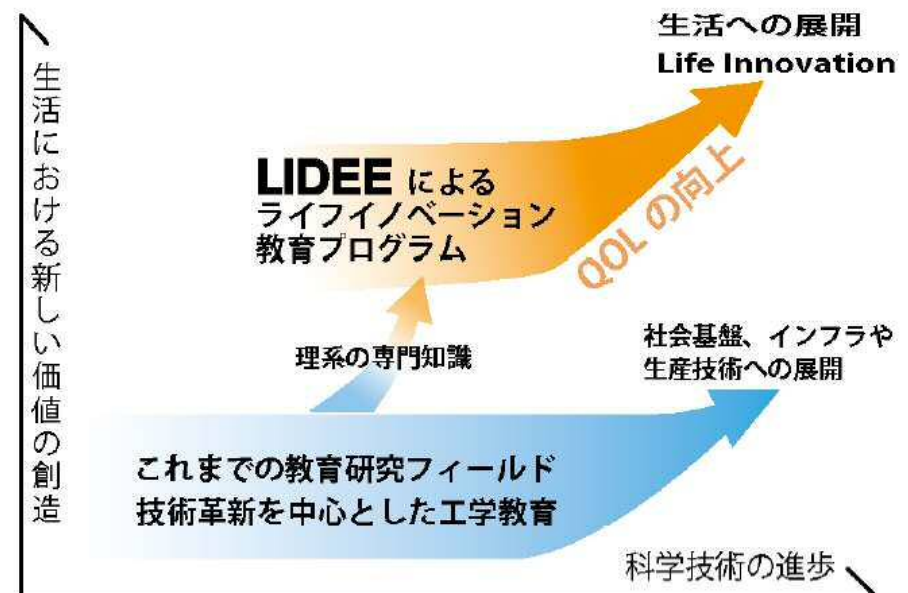 生活への展開
Life Innovation
生活における新しい価値の創造
LIDEE による
ライフイノベーション
教育プログラム
QOL の向上
理系の専門知識
社会基盤、インフラや
生産技術への展開
これまでの教育研究フィールド
技術革新を中心とした工学教育
科学技術の進歩